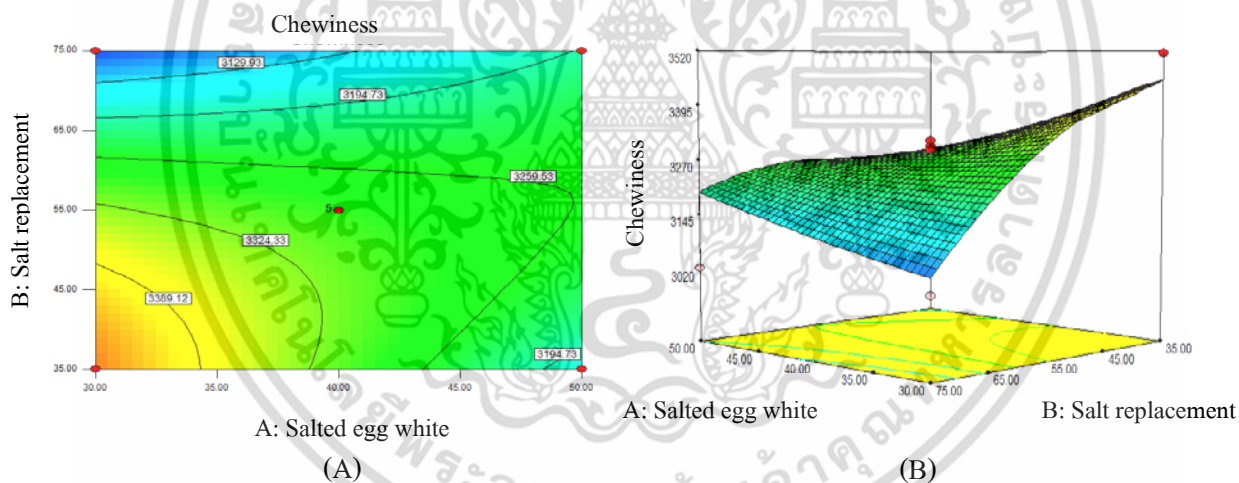 Chewiness
75.00
65.00
55.00
45.00
35.00
30.00 35.00 40.00 45.00 50.00
3129.93
3194.73
3259.53
5
3324.33
3389.12
3194.73
B: Salt replacement
A: Salted egg white
(A)
3520
3395
3270
3145
3020
Chewiness
50.00 45.00 40.00 35.00 30.00
75.00 65.00 55.00 45.00 35.00
A: Salted egg white
B: Salt replacement
(B)